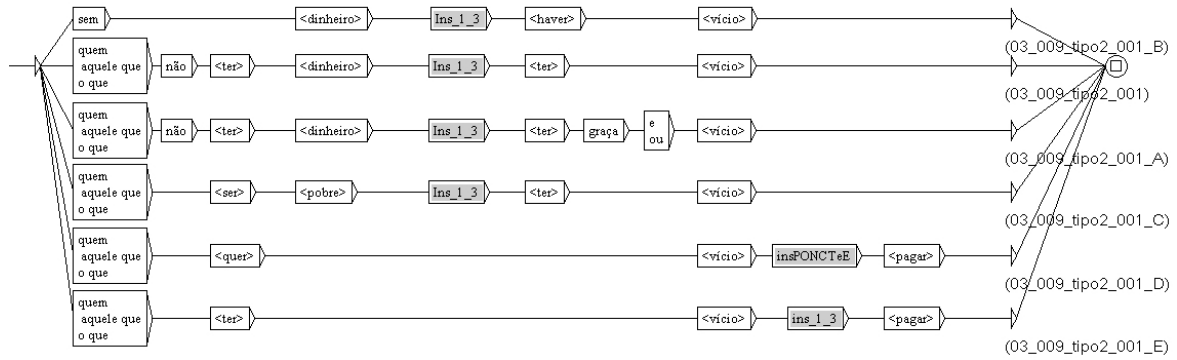 sem <dinheiro> Ins_1_3 <haver> <vício>
(03_009_tipo2_001_B)
quem
aquele que não <ter> <dinheiro> Ins_1_3 <ter> <vício>
o que
(03_009_tipo2_001)
quem
aquele que não <ter> <dinheiro> Ins_1_3 <ter> graça e ou <vício>
o que
(03_009_tipo2_001_A)
quem
aquele que <ser> <pobre> Ins_1_3 <ter> <vício>
o que
(03_009_tipo2_001_C)
quem
aquele que <quer> <vício> insPONCTeE <pagar>
o que
(03_009_tipo2_001_D)
quem
aquele que <ter> <vício> ins_1_3 <pagar>
o que
(03_009_tipo2_001_E)